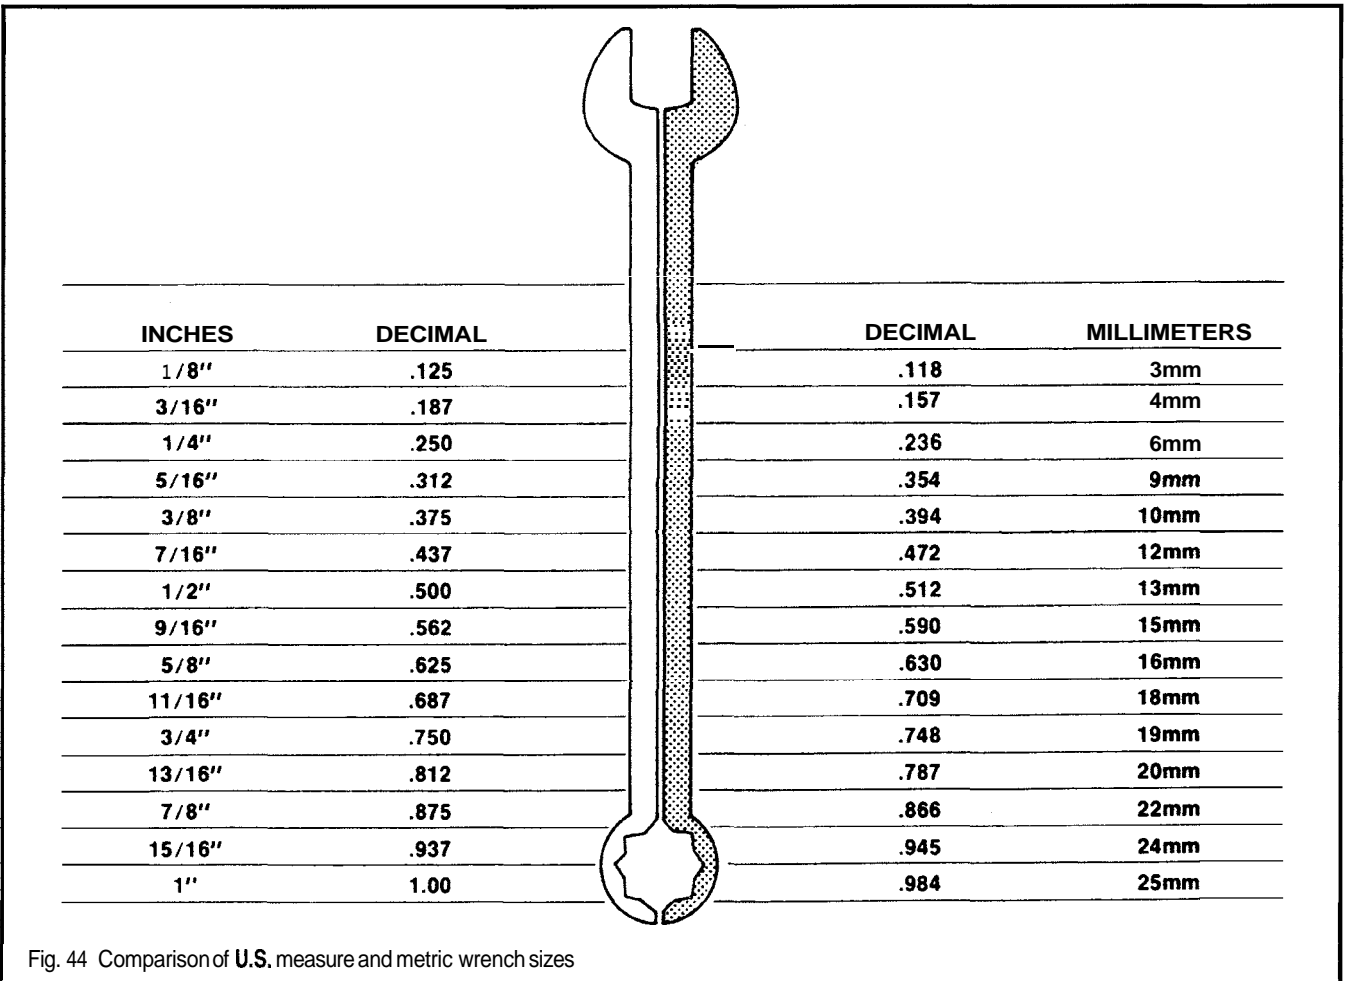 INCHES DECIMAL DECIMAL MILLIMETERS
1/8" .125 .118 3mm
3/16" .187 .157 4mm
1/4" .250 .236 6mm
5/16" .312 .354 9mm
3/8" .375 .394 10mm
7/16" .437 .472 12mm
1/2" .500 .512 13mm
9/16" .562 .590 15mm
5/8" .625 .630 16mm
11/16" .687 .709 18mm
3/4" .750 .748 19mm
13/16" .812 .787 20mm
7/8" .875 .866 22mm
15/16" .937 .945 24mm
1" 1.00 .984 25mm
Fig. 44 Comparison of U.S. measure and metric wrench sizes